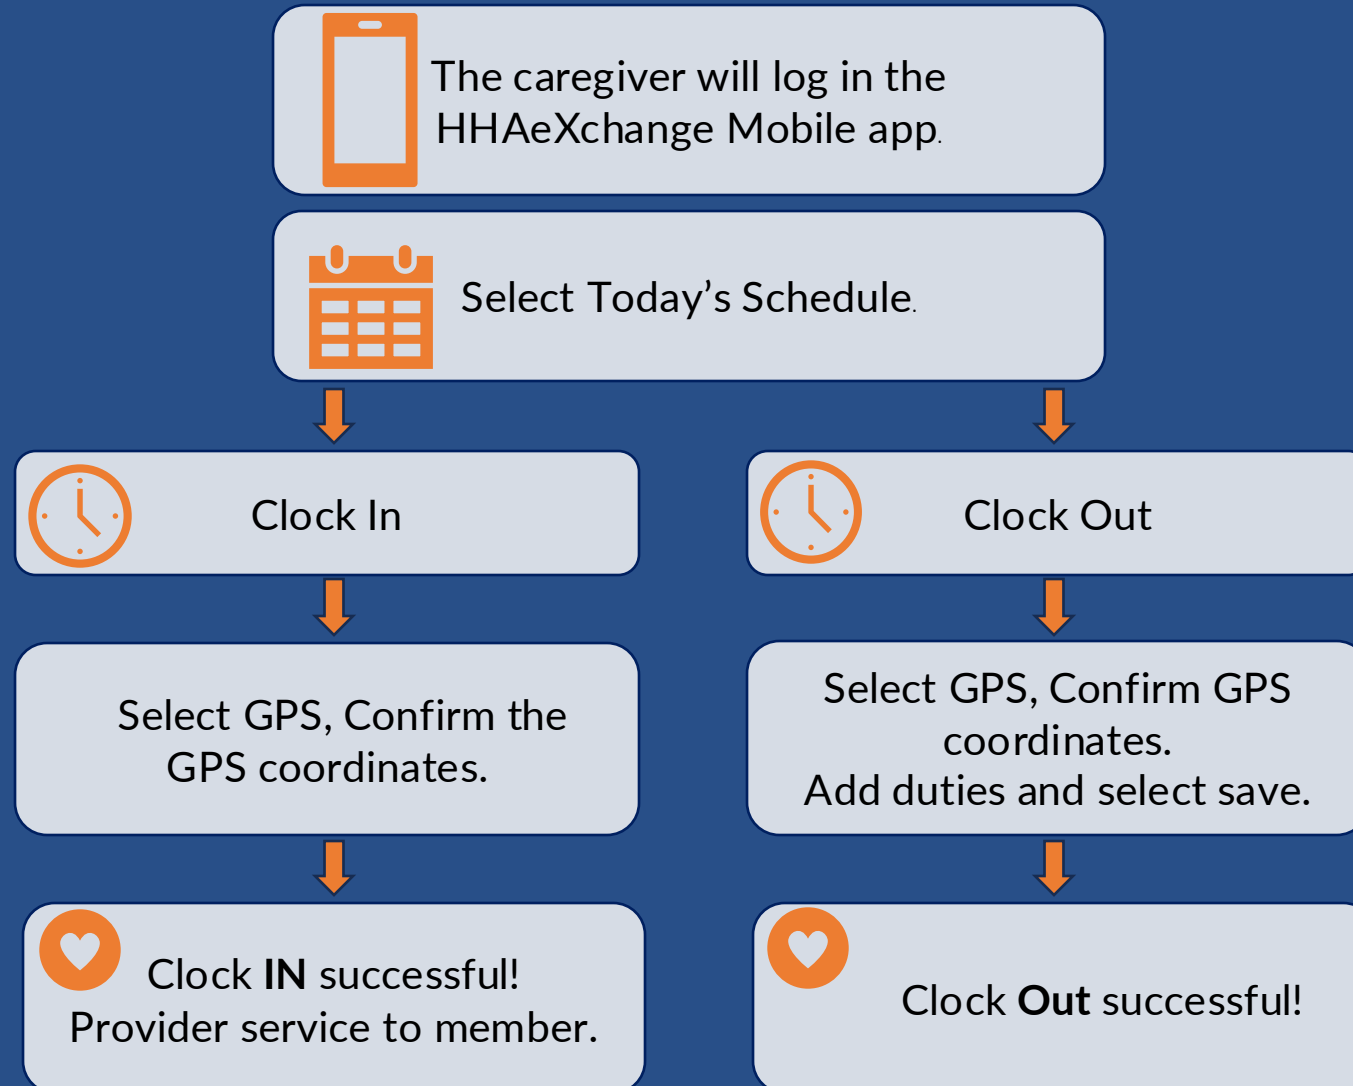 The caregiver will log in the
HHAeXchange Mobile app.
Select Today’s Schedule.
Clock In
Select GPS, Confirm the
GPS coordinates.
Clock IN successful!
Provider service to member.
Clock Out
Select GPS, Confirm GPS
coordinates.
Add duties and select save.
Clock Out successful!